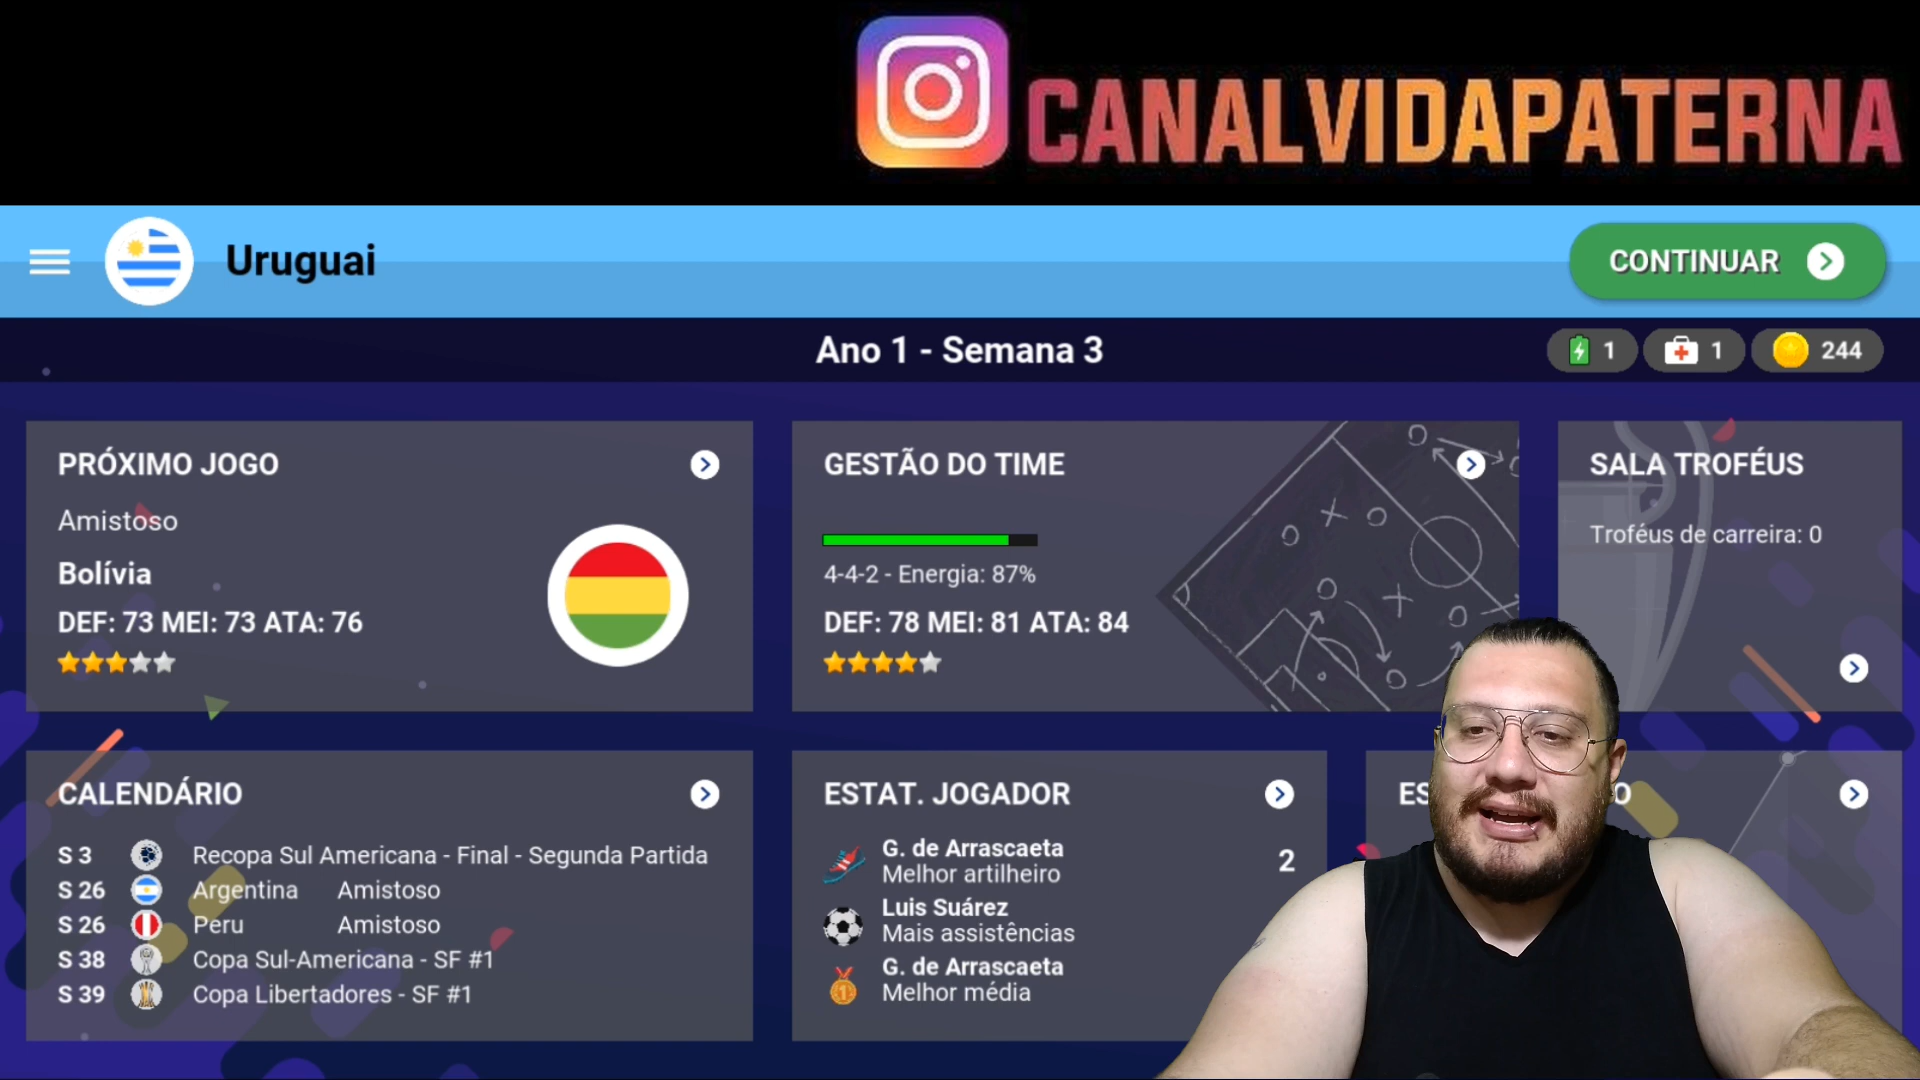 CANALVIDAPATERNA
Uruguai
CONTINUAR
Ano 1 - Semana 3
1
1
244
PRÓXIMO JOGO
Amistoso
Bolívia
DEF: 73 MEI: 73 ATA: 76
GESTÃO DO TIME
4-4-2 - Energia: 87%
DEF: 78 MEI: 81 ATA: 84
SALA TROFÉUS
Troféus de carreira: 0
CALENDÁRIO
S 3 Recopa Sul Americana - Final - Segunda Partida
S 26 Argentina Amistoso
S 26 Peru Amistoso
S 38 Copa Sul-Americana - SF #1
S 39 Copa Libertadores - SF #1
ESTAT. JOGADOR
G. de Arrascaeta 2
Melhor artilheiro
Luis Suárez
Mais assistências
G. de Arrascaeta
Melhor média